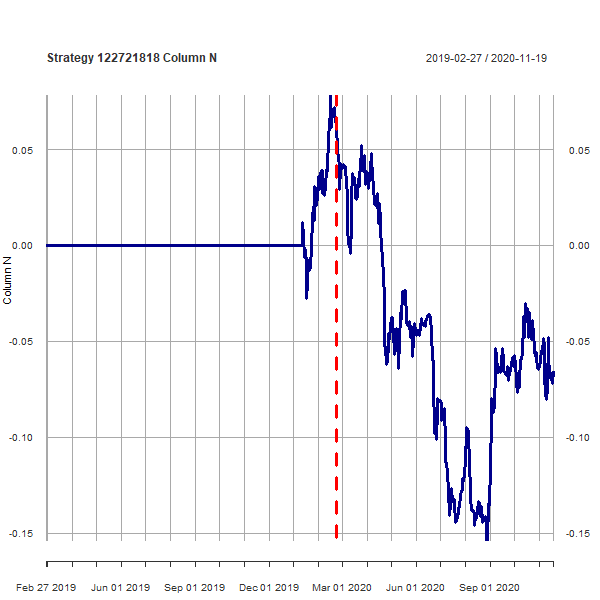 Strategy 122721818 Column N
2019-02-27 / 2020-11-19
0.05
0.05
0.00
0.00
Column N
-0.05
-0.05
-0.10
-0.10
-0.15
-0.15
Feb 27 2019
Jun 01 2019
Sep 01 2019
Dec 01 2019
Mar 01 2020
Jun 01 2020
Sep 01 2020